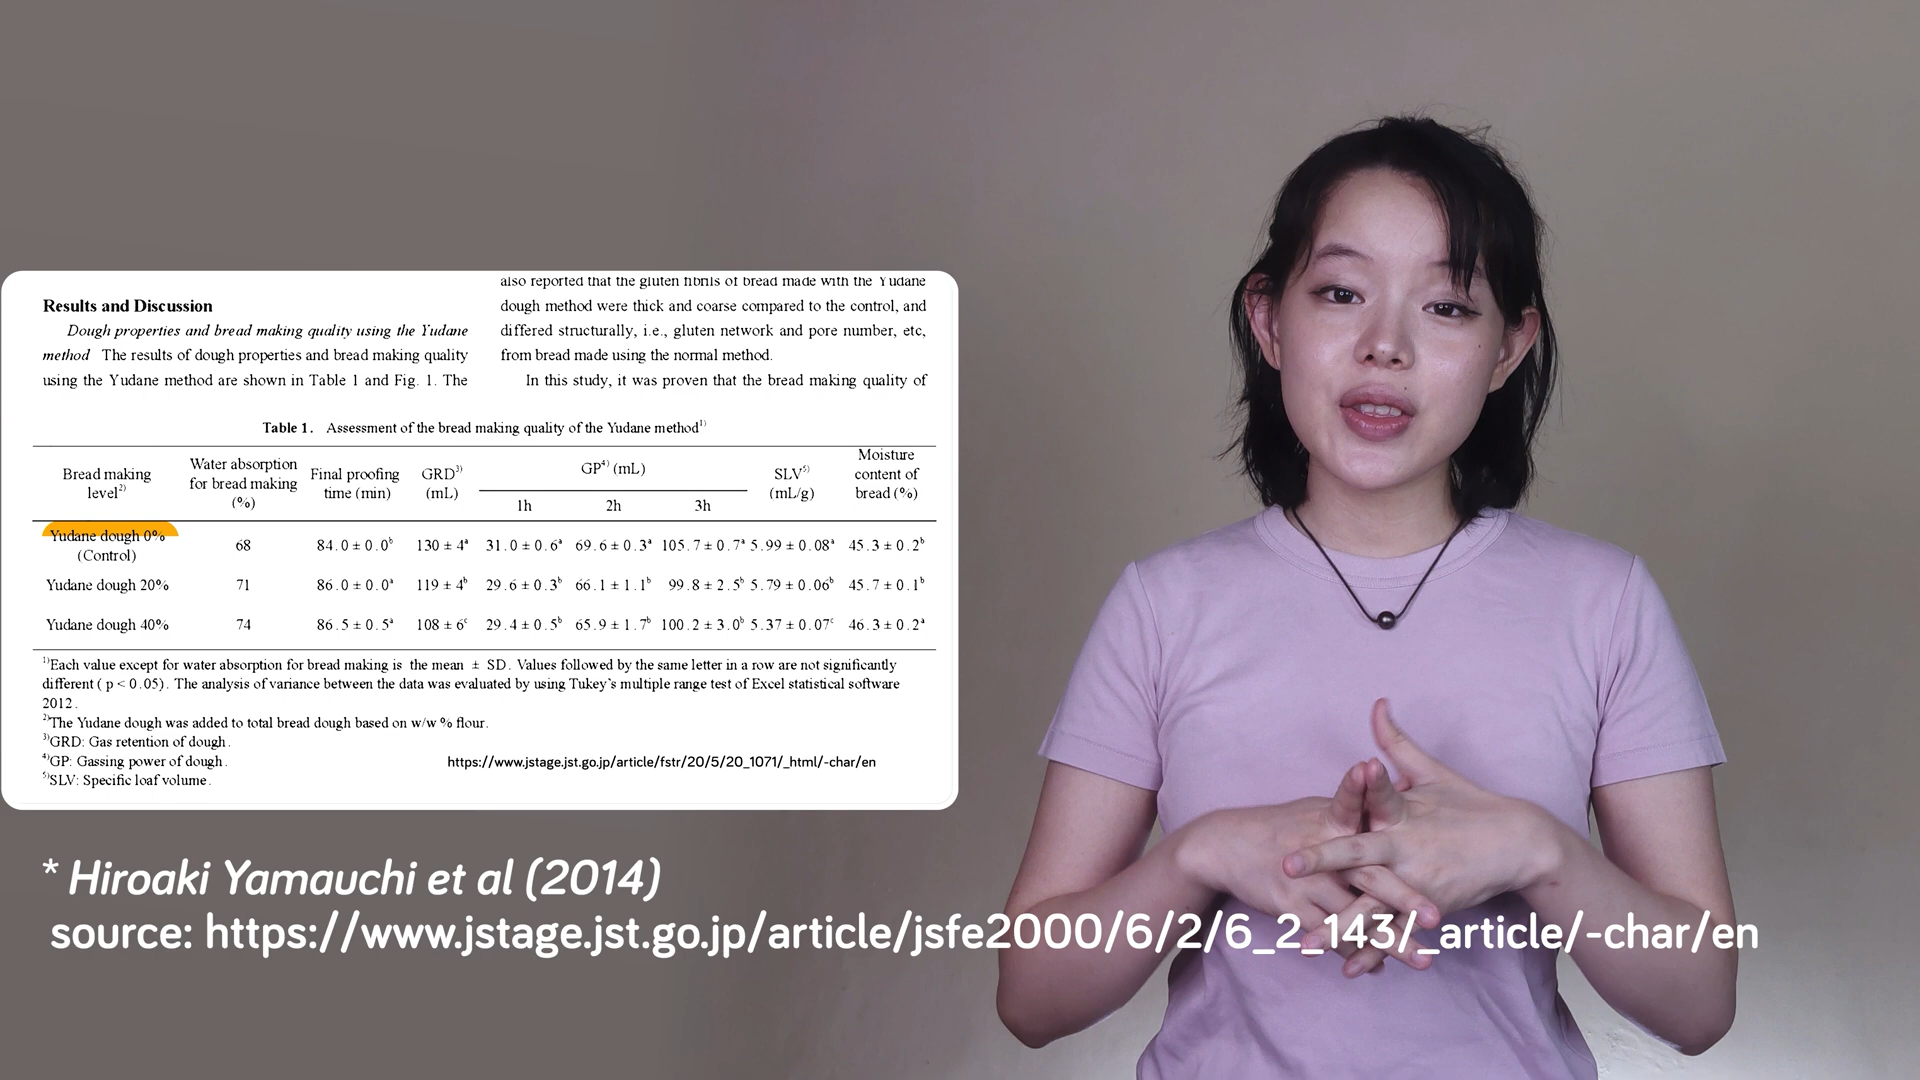 Results and Discussion
Dough properties and bread making quality using the Yudane
method The results of dough properties and bread making quality
using the Yudane method are shown in Table 1 and Fig. 1. The
also reported that the gluten fibrils of bread made with the Yudane
dough method were thick and coarse compared to the control, and
differed structurally, i.e., gluten network and pore number, etc,
from bread made using the normal method.
In this study, it was proven that the bread making quality of
Table 1. Assessment of the bread making quality of the Yudane method1)
Bread making level2) Water absorption for bread making (%) Final proofing time (min) GRD3) (mL) GP4) (mL) 1h 2h 3h SLV5) (mL/g) Moisture content of bread (%)
Yudane dough 0% (Control) 68 84.0 ± 0.0b 130 ± 4a 31.0 ± 0.6a 69.6 ± 0.3a 105.7 ± 0.7a 5.99 ± 0.08a 45.3 ± 0.2b
Yudane dough 20% 71 86.0 ± 0.0a 119 ± 4b 29.6 ± 0.3b 66.1 ± 1.1b 99.8 ± 2.5b 5.79 ± 0.06b 45.7 ± 0.1b
Yudane dough 40% 74 86.5 ± 0.5a 108 ± 6c 29.4 ± 0.5b 65.9 ± 1.7b 100.2 ± 3.0b 5.37 ± 0.07c 46.3 ± 0.2a
1)Each value except for water absorption for bread making is the mean ± SD. Values followed by the same letter in a row are not significantly
different ( p < 0.05). The analysis of variance between the data was evaluated by using Tukey's multiple range test of Excel statistical software
2012.
2)The Yudane dough was added to total bread dough based on w/w % flour.
3)GRD: Gas retention of dough.
4)GP: Gassing power of dough.
5)SLV: Specific loaf volume.
https://www.jstage.jst.go.jp/article/fstr/20/5/20_1071/_html/-char/en
* Hiroaki Yamauchi et al (2014)
source: https://www.jstage.jst.go.jp/article/jsfe2000/6/2/6_2_143/_article/-char/en